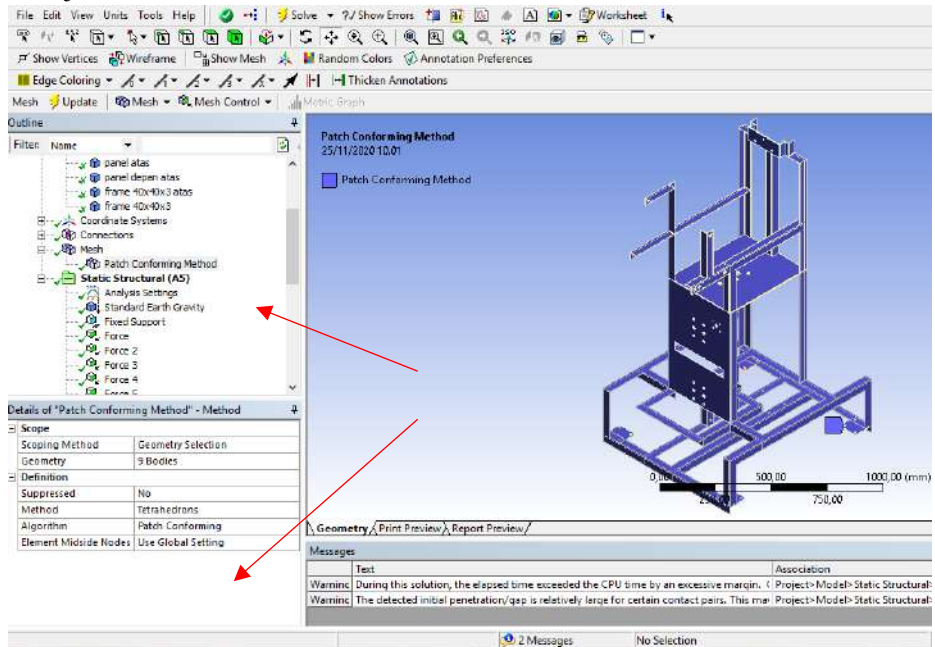 File Edit View Units Tools Help Solve ?/ Show Errors A Worksheet
Show Vertices Wireframe Show Mesh Random Colors Annotation Preferences
Edge Coloring Thicken Annotations
Mesh Update Mesh Mesh Control Metric Graph
Outline
Filter: Name
panel atas
panel depan atas
frame 40x40x3 atas
frame 40x40x3
Coordinate Systems
Connections
Mesh
Patch Conforming Method
Static Structural (A5)
Analysis Settings
Standard Earth Gravity
Fixed Support
Force
Force 2
Force 3
Force 4
Force 5
Details of "Patch Conforming Method" - Method
Scope
Scoping Method Geometry Selection
Geometry 9 Bodies
Definition
Suppressed No
Method Tetrahedrons
Algorithm Patch Conforming
Element Midside Nodes Use Global Setting
Patch Conforming Method
25/11/2020 10.01
Patch Conforming Method
500,00 1000,00 (mm)
750,00
Geometry Print Preview Report Preview
Messages
Text Association
Warning During this solution, the elapsed time exceeded the CPU time by an excessive margin. Project>Model>Static Structural>
Warning The detected initial penetration/gap is relatively large for certain contact pairs. This may Project>Model>Static Structural>
2 Messages No Selection